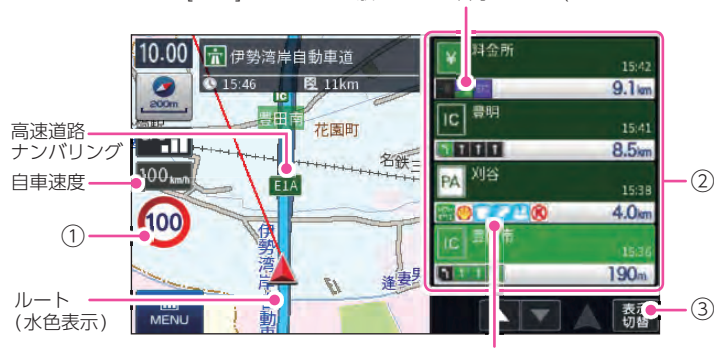 10.00
伊勢湾岸自動車道
15:46 11km
200m
IC
豊田南
花園町
高速道路
ナンバリング
名鉄三
自車速度
100 km/h
E1A
①
100
伊勢湾岸自動車
逢妻男
ルート
(水色表示)
MENU
¥ 料金所
15:42
9.1km
IC 豊明
15:41
8.5km
PA 刈谷
15:38
4.0km
IC
15:36
190m
②
表示
切替
③